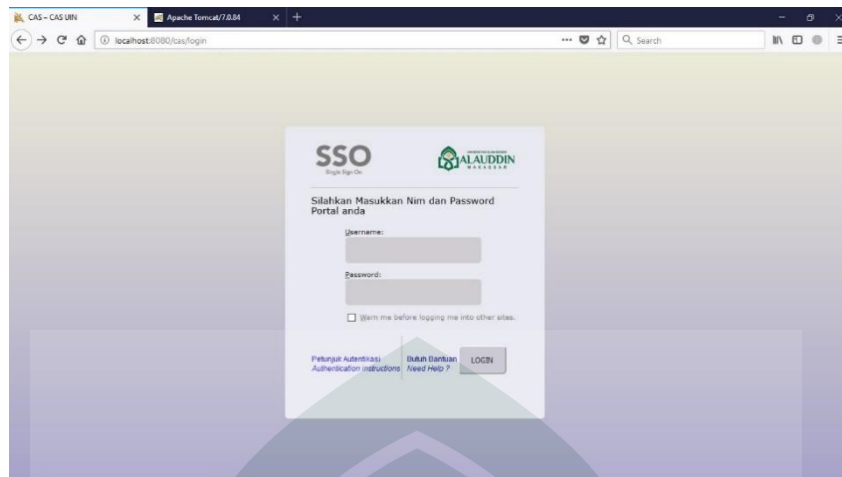 CAS – CAS UIN
Apache Tomcat/7.0.84
localhost:8080/cas/login
Search
SSO
Single Sign On
ALAUDDIN
MAKASSAR
Silahkan Masukkan Nim dan Password
Portal anda
Username:
Password:
Warn me before logging me into other sites.
Petunjuk Autentikasi
Authentication instructions
Butuh Bantuan
Need Help ?
LOGIN